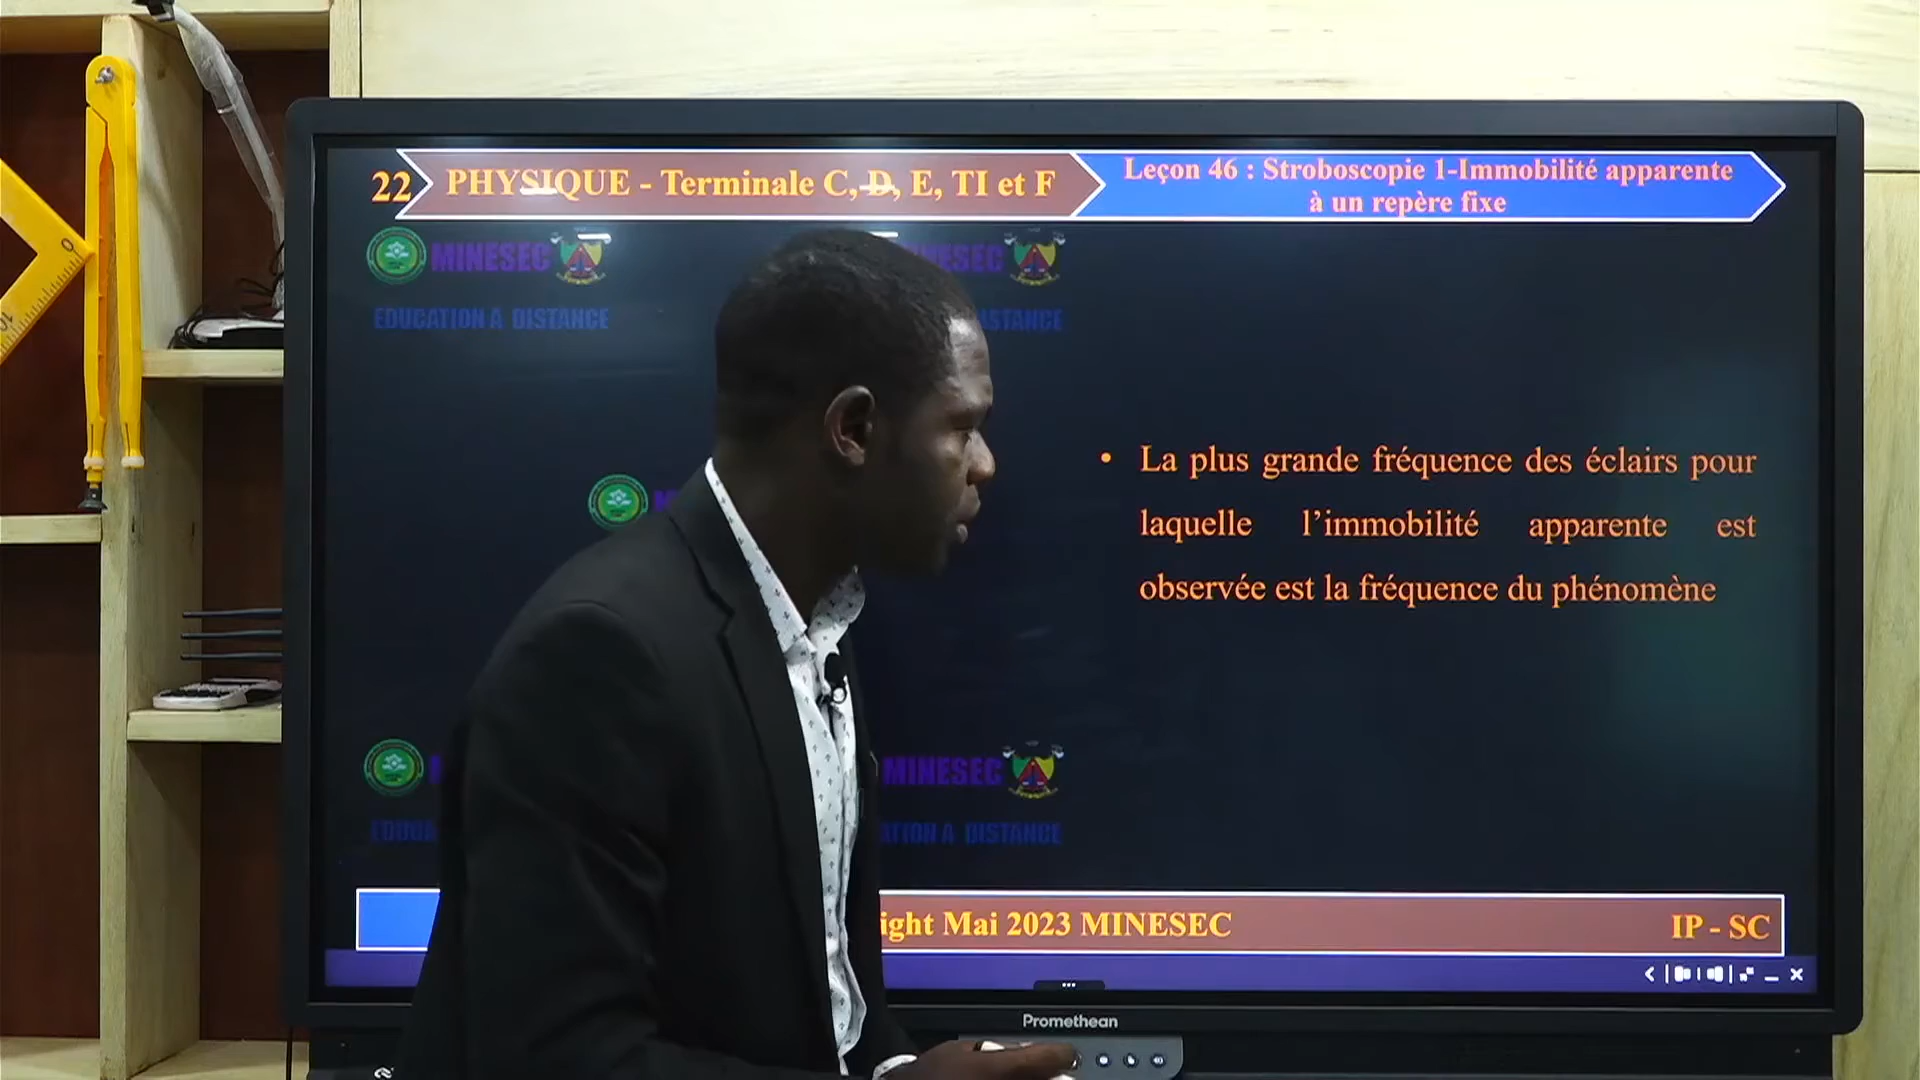 22
PHYSIQUE - Terminale C, D, E, TI et F
Leçon 46 : Stroboscopie 1-Immobilité apparente
à un repère fixe
MINESEC
EDUCATION A DISTANCE
La plus grande fréquence des éclairs pour
laquelle l’immobilité apparente est
observée est la fréquence du phénomène
MINESEC
DISTANCE
Mai 2023 MINESEC
IP - SC
Promethean
0
10